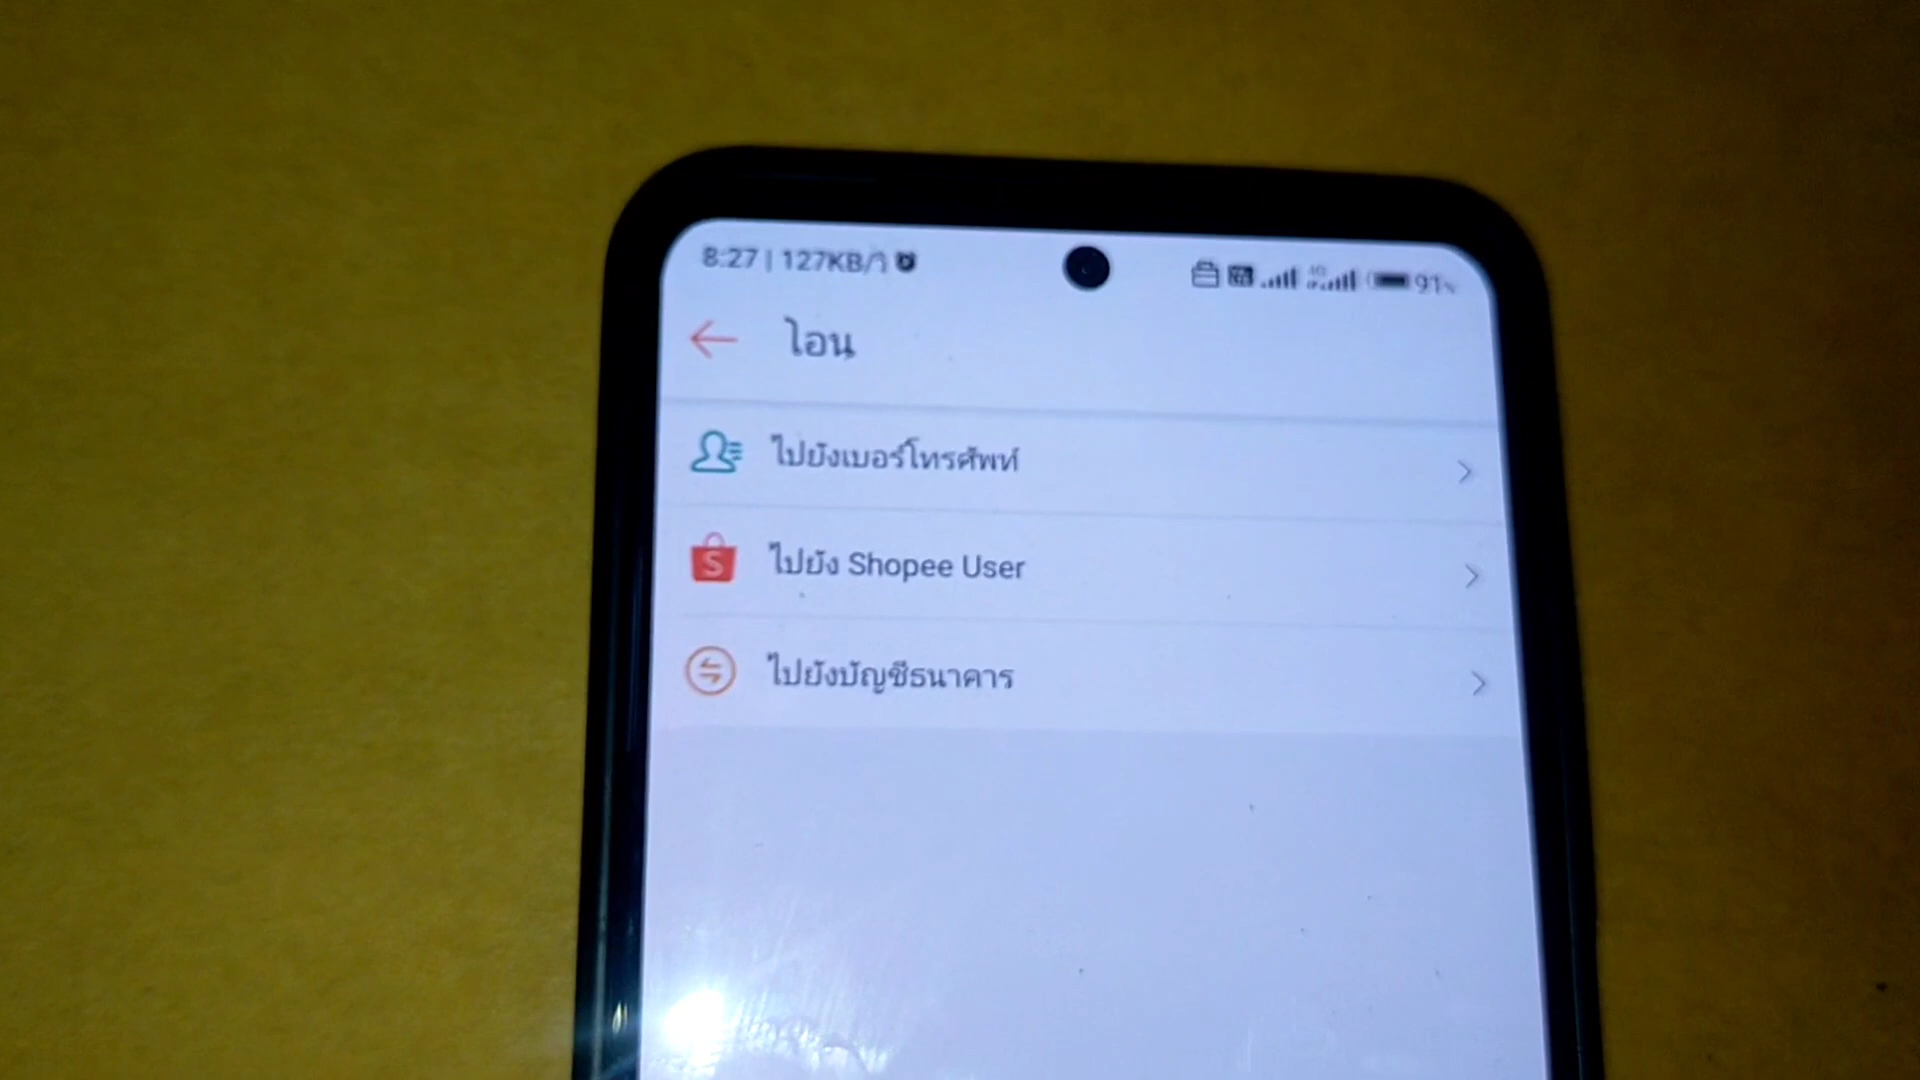 8:27 | 127KB/วิ
91%
โอน
ไปยังเบอร์โทรศัพท์
ไปยัง Shopee User
ไปยังบัญชีธนาคาร